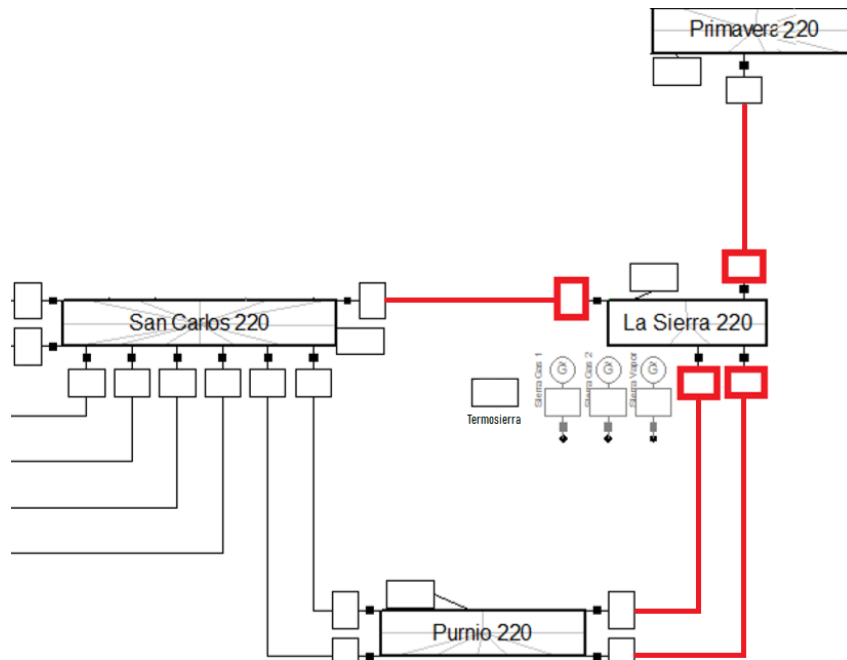 Primavera 220
San Carlos 220
La Sierra 220
Sierra Gas 1
Sierra Gas 2
Sierra Vapor
G\/
G\/
G\/
Termosierra
Purnio 220